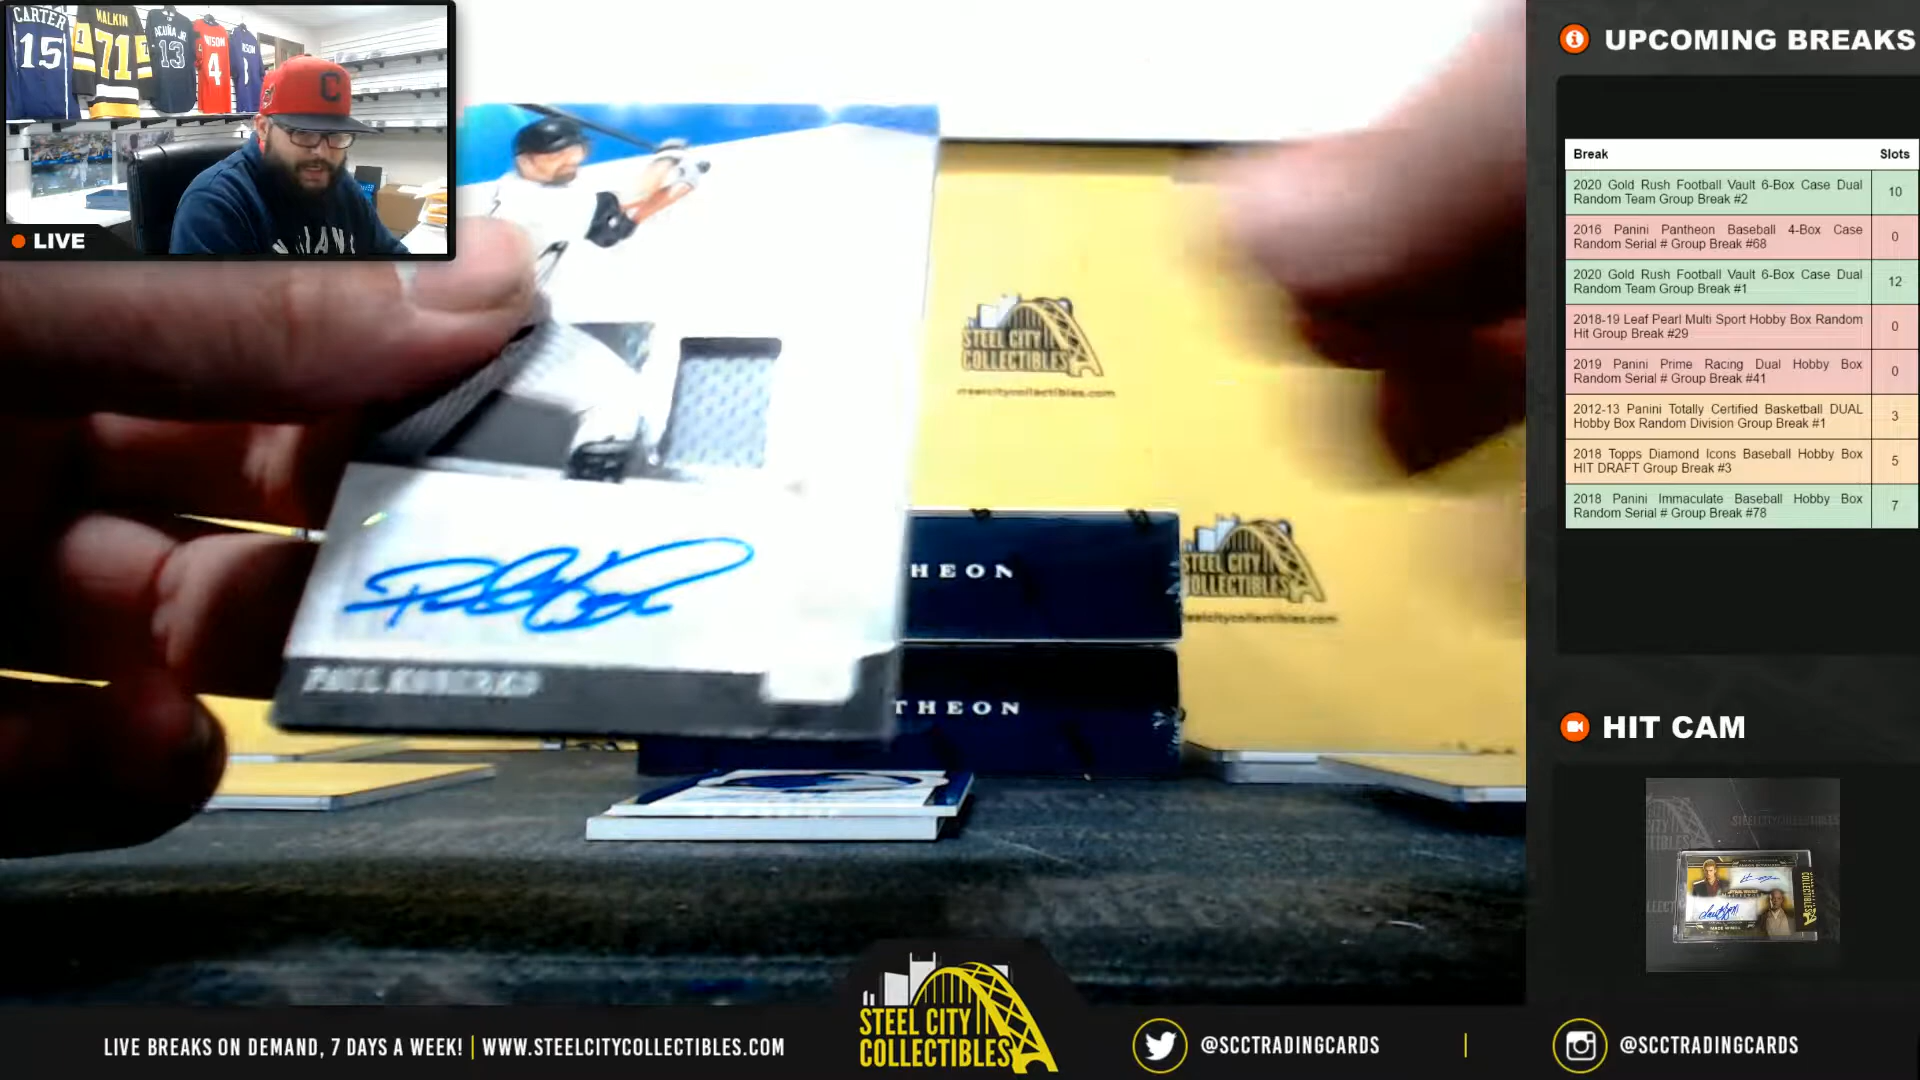 CARTER
15
MALKIN
71
ACUÑA JR
13
4
LIVE
STEEL CITY
COLLECTIBLES
steelcitycollectibles.com
STEEL CITY
COLLECTIBLES
HEON
THEON
PAUL KONERKO
UPCOMING BREAKS
Break Slots
2020 Gold Rush Football Vault 6-Box Case Dual
Random Team Group Break #2 10
2016 Panini Pantheon Baseball 4-Box Case
Random Serial # Group Break #68 0
2020 Gold Rush Football Vault 6-Box Case Dual
Random Team Group Break #1 12
2018-19 Leaf Pearl Multi Sport Hobby Box Random
Hit Group Break #29 0
2019 Panini Prime Racing Dual Hobby Box
Random Serial # Group Break #41 0
2012-13 Panini Totally Certified Basketball DUAL
Hobby Box Random Division Group Break #1 3
2018 Topps Diamond Icons Baseball Hobby Box
HIT DRAFT Group Break #3 5
2018 Panini Immaculate Baseball Hobby Box
Random Serial # Group Break #78 7
HIT CAM
LIVE BREAKS ON DEMAND, 7 DAYS A WEEK! | WWW.STEELCITYCOLLECTIBLES.COM
STEEL CITY
COLLECTIBLES
@SCCTRADINGCARDS
@SCCTRADINGCARDS